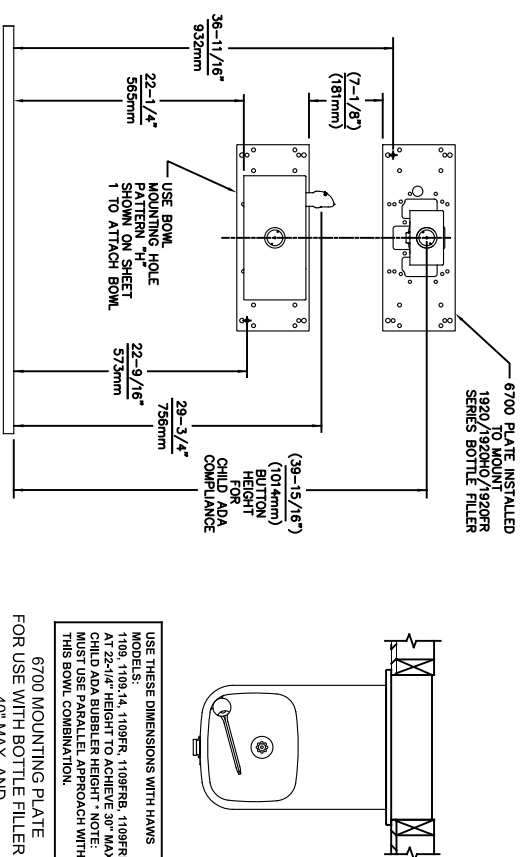 6700 PLATE INSTALLED
TO MOUNT
1920/1920HO/1920FR
SERIES BOTTLE FILLER
36-11/16"
932mm
(7-1/8")
(181mm)
22-1/4"
565mm
USE BOWL
MOUNTING HOLE
PATTERN "H"
SHOWN ON SHEET
1 TO ATTACH BOWL
22-9/16"
573mm
29-3/4"
756mm
(39-15/16")
(1014mm)
BUTTON
HEIGHT
FOR
CHILD ADA
COMPLIANCE
USE THESE DIMENSIONS WITH HAWS
MODELS:
1109, 1109.14, 1109FR, 1109FRB, 1109FR
AT 22-1/4" HEIGHT TO ACHIEVE 30" MAX
CHILD ADA BUBBLER HEIGHT * NOTE:
MUST USE PARALLEL APPROACH WITH
THIS BOWL COMBINATION.
6700 MOUNTING PLATE
FOR USE WITH BOTTLE FILLER
40" MAX. AND